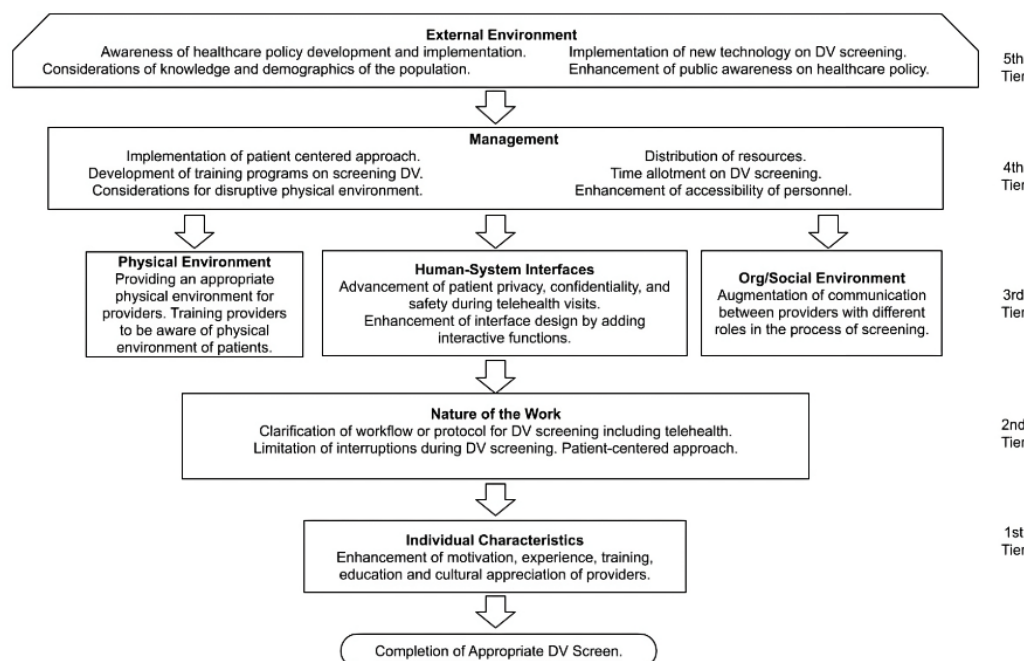 External Environment
Awareness of healthcare policy development and implementation.
Implementation of new technology on DV screening.
Considerations of knowledge and demographics of the population.
Enhancement of public awareness on healthcare policy.
5th
Tier
Management
Implementation of patient centered approach.
Distribution of resources.
Development of training programs on screening DV.
Time allotment on DV screening.
Considerations for disruptive physical environment.
Enhancement of accessibility of personnel.
4th
Tier
Physical Environment
Providing an appropriate
physical environment for
providers. Training providers
to be aware of physical
environment of patients.
Human-System Interfaces
Advancement of patient privacy, confidentiality, and
safety during telehealth visits.
Enhancement of interface design by adding
interactive functions.
Org/Social Environment
Augmentation of communication
between providers with different
roles in the process of screening.
3rd
Tier
Nature of the Work
Clarification of workflow or protocol for DV screening including telehealth.
Limitation of interruptions during DV screening. Patient-centered approach.
2nd
Tier
Individual Characteristics
Enhancement of motivation, experience, training,
education and cultural appreciation of providers.
1st
Tier
Completion of Appropriate DV Screen.